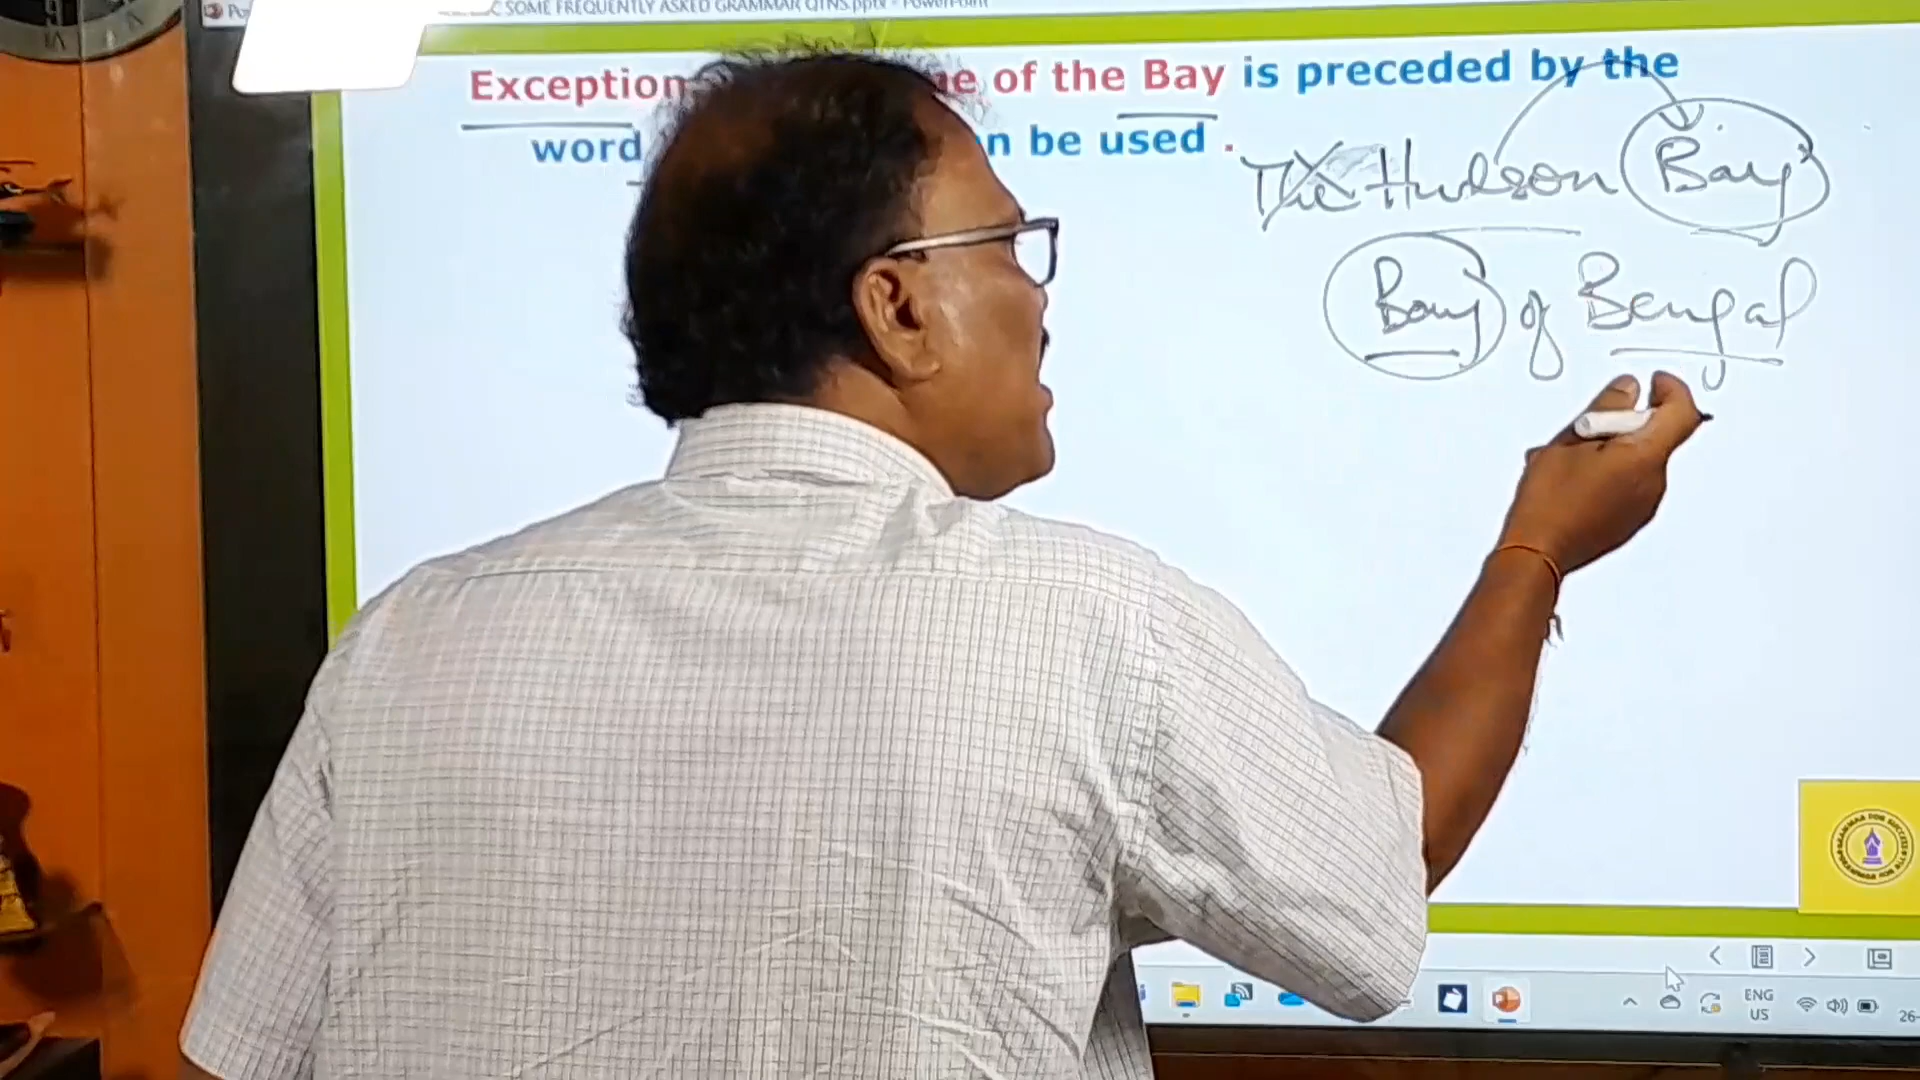 SOME FREQUENTLY ASKED GRAMMAR QTNS.pptx - PowerPoint
Exception of the Bay is preceded by the
word be used .
The Hudson Bay
Bay of Bengal
ENG
US
26-